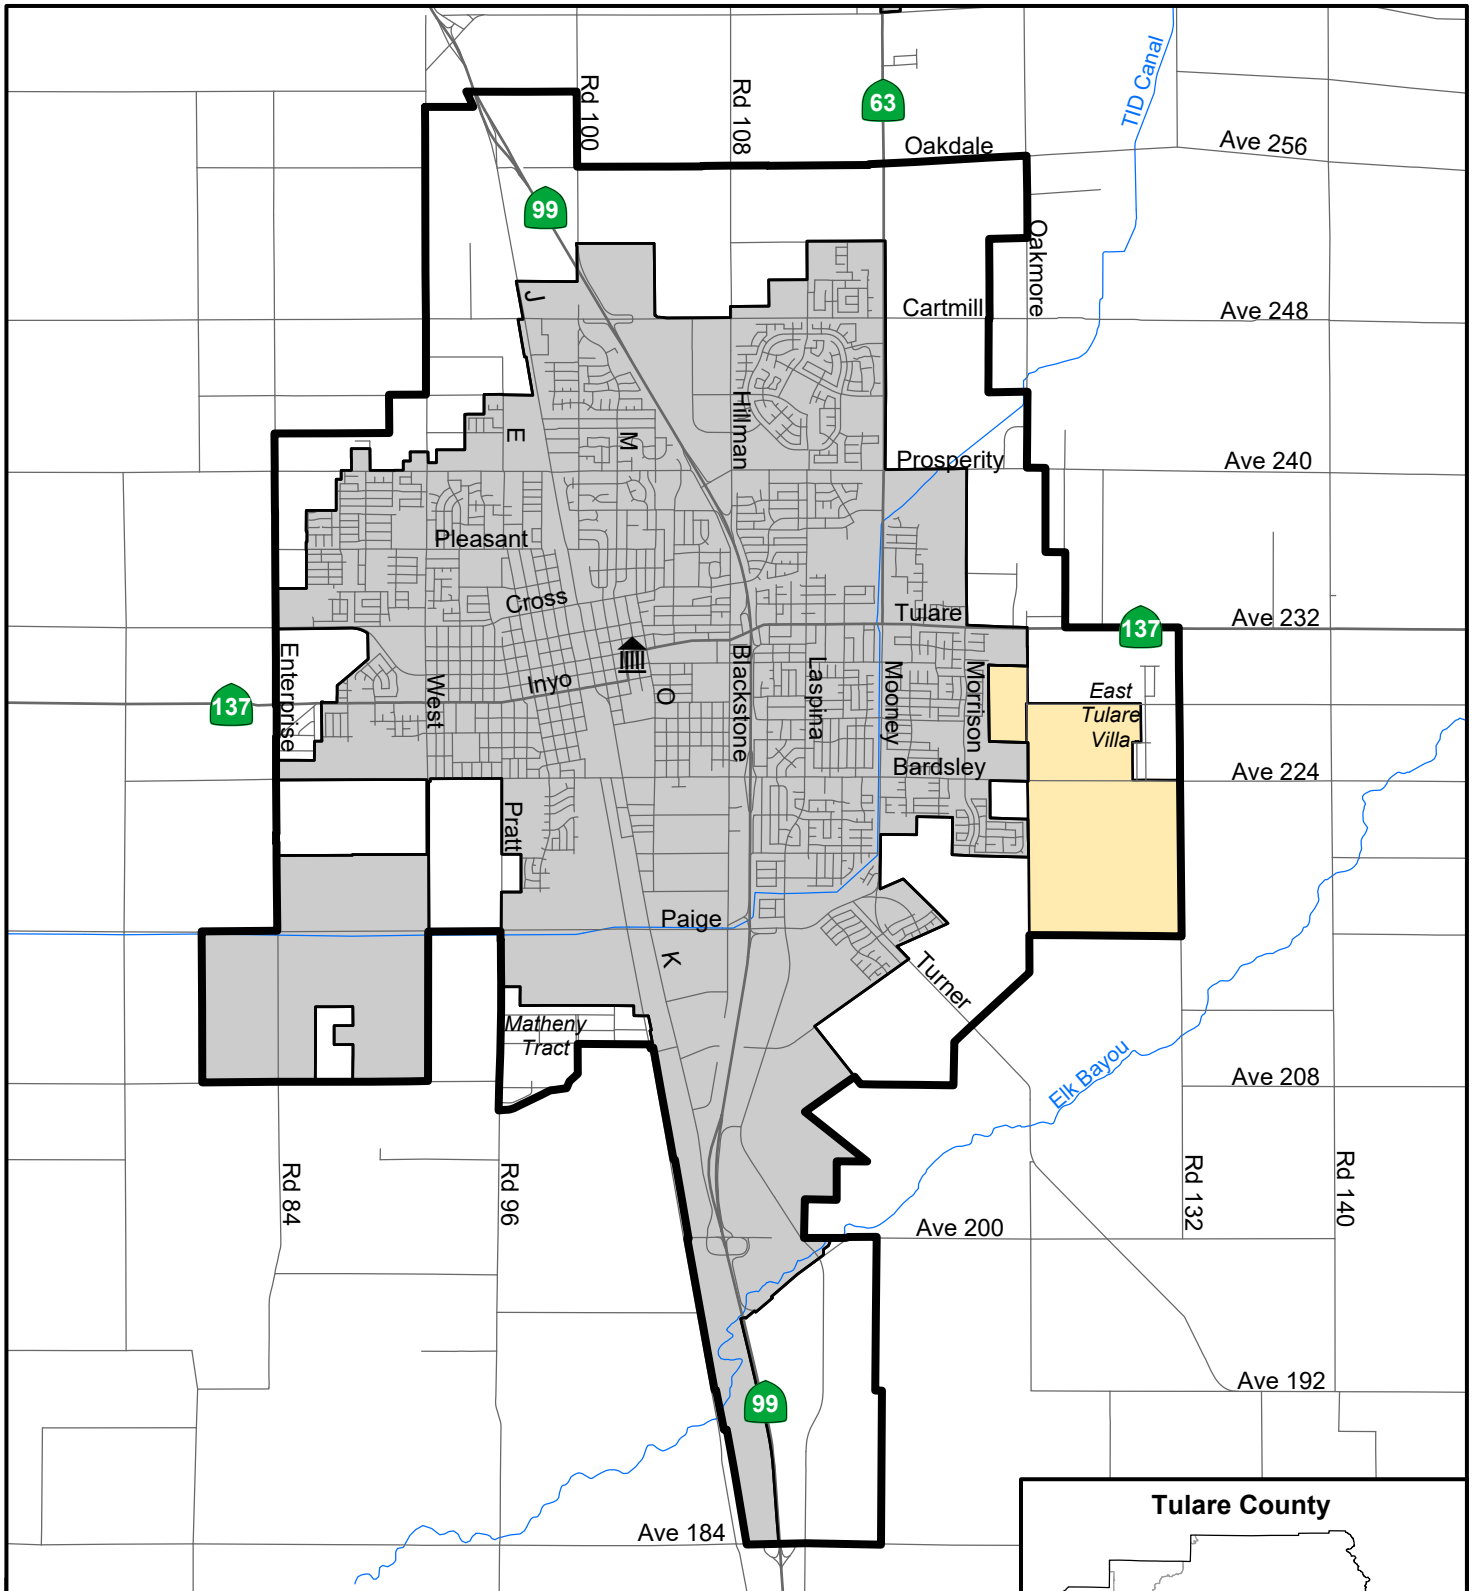 Rd 100
Rd 108
63
TID Canal
Oakdale
Ave 256
99
Oakmore
J
Cartmill
Ave 248
Hillman
E
M
Prosperity
Ave 240
Pleasant
Cross
Tulare
Ave 232
137
Enterprise
West
Inyo
O
Blackstone
Laspina
Mooney
Morrison
East
Tulare
Villa
137
Bardsley
Ave 224
Pratt
Paige
K
Turner
Matheny
Tract
Elk Bayou
Ave 208
Rd 84
Rd 96
Rd 132
Rd 140
Ave 200
Ave 192
99
Ave 184
Tulare County